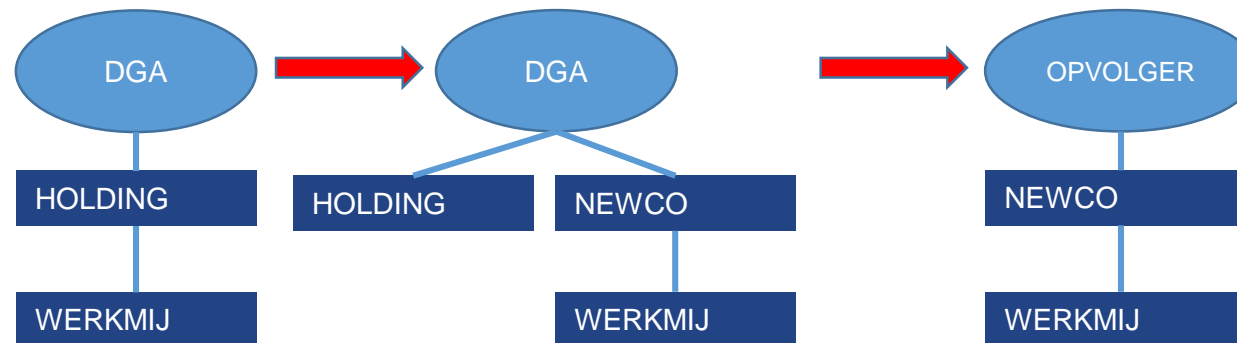 DGA
DGA
OPVOLGER
HOLDING
HOLDING
NEWCO
NEWCO
WERKMIJ
WERKMIJ
WERKMIJ